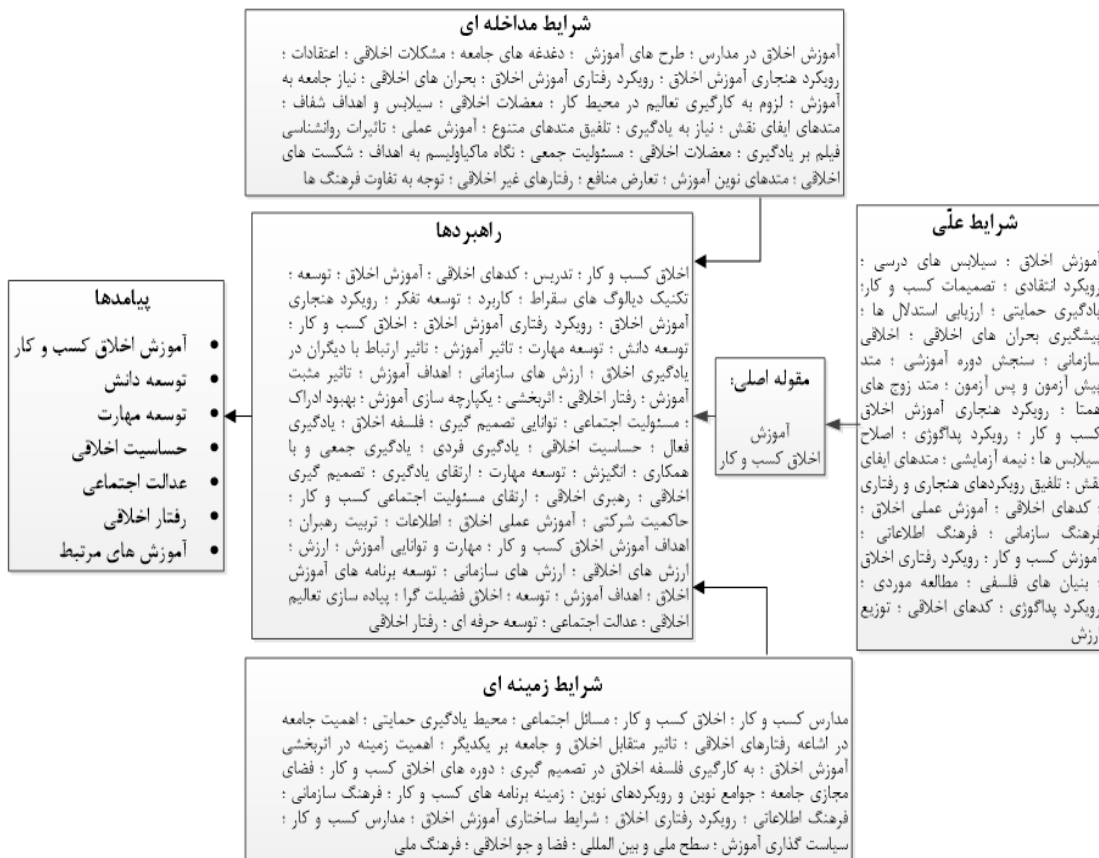 شرایط مداخله ای
آموزش اخلاق در مدارس ؛ طرح های آموزش ؛ دغدغه های جامعه ؛ مشکلات اخلاقی ؛ اعتقادات ؛
رویکرد هنجاری آموزش اخلاق ؛ رویکرد رفتاری آموزش اخلاق ؛ بحران های اخلاقی ؛ نیاز جامعه به
آموزش ؛ لزوم به کارگیری تعالیم در محیط کار ؛ معضلات اخلاقی ؛ سیلابس و اهداف شفاف ؛
متدهای ایفای نقش ؛ نیاز به یادگیری ؛ تلفیق متدهای متنوع ؛ آموزش عملی ؛ تاثیرات روانشناسی
فیلم بر یادگیری ؛ معضلات اخلاقی ؛ مسئولیت جمعی ؛ نگاه ماکیاولیسم به اهداف ؛ شکست های
اخلاقی ؛ متدهای نوین آموزش ؛ تعارض منافع ؛ رفتارهای غیر اخلاقی ؛ توجه به تفاوت فرهنگ ها
شرایط علّی
آموزش اخلاق ؛ سیلابس های درسی ؛
رویکرد انتقادی ؛ تصمیمات کسب و کار؛
یادگیری حمایتی ؛ ارزیابی استدلال ها ؛
پیشگیری بحران های اخلاقی ؛ اخلاقی
سازمانی ؛ سنجش دوره آموزشی ؛ متد
پیش آزمون و پس آزمون ؛ متد زوج های
همتا ؛ رویکرد هنجاری آموزش اخلاق
کسب و کار ؛ رویکرد پداگوژی ؛ اصلاح
سیلابس ها ؛ نیمه آزمایشی ؛ متدهای ایفای
نقش ؛ تلفیق رویکردهای هنجاری و رفتاری
؛ کدهای اخلاقی ؛ آموزش عملی اخلاق ؛
فرهنگ سازمانی ؛ فرهنگ اطلاعاتی ؛
آموزش کسب و کار ؛ رویکرد رفتاری اخلاق
؛ بنیان های فلسفی ؛ مطالعه موردی ؛
رویکرد پداگوژی ؛ کدهای اخلاقی ؛ توزیع
ارزش
مقوله اصلی:
آموزش
اخلاق کسب و کار
راهبردها
اخلاق کسب و کار ؛ تدریس ؛ کدهای اخلاقی ؛ آموزش اخلاق ؛ توسعه ؛
تکنیک دیالوگ های سقراط ؛ کاربرد ؛ توسعه تفکر ؛ رویکرد هنجاری
آموزش اخلاق ؛ رویکرد رفتاری آموزش اخلاق ؛ اخلاق کسب و کار ؛
توسعه دانش ؛ توسعه مهارت ؛ تاثیر آموزش ؛ تاثیر ارتباط با دیگران در
یادگیری اخلاق ؛ ارزش های سازمانی ؛ اهداف آموزش ؛ تاثیر مثبت
آموزش ؛ رفتار اخلاقی ؛ اثربخشی ؛ یکپارچه سازی آموزش ؛ بهبود ادراک
؛ مسئولیت اجتماعی ؛ توانایی تصمیم گیری ؛ فلسفه اخلاق ؛ یادگیری
فعال ؛ حساسیت اخلاقی ؛ یادگیری فردی ؛ یادگیری جمعی و با
همکاری ؛ انگیزش ؛ توسعه مهارت ؛ ارتقای یادگیری ؛ تصمیم گیری
اخلاقی ؛ رهبری اخلاقی ؛ ارتقای مسئولیت اجتماعی کسب و کار ؛
حاکمیت شرکتی ؛ آموزش عملی اخلاق ؛ اطلاعات ؛ تربیت رهبران ؛
اهداف آموزش اخلاق کسب و کار ؛ مهارت و توانایی آموزش ؛ ارزش ؛
ارزش های اخلاقی ؛ ارزش های سازمانی ؛ توسعه برنامه های آموزش
اخلاق ؛ اهداف آموزش ؛ توسعه ؛ اخلاق فضیلت گرا ؛ پیاده سازی تعالیم
اخلاقی ؛ عدالت اجتماعی ؛ توسعه حرفه ای ؛ رفتار اخلاقی
پیامدها
• آموزش اخلاق کسب و کار
• توسعه دانش
• توسعه مهارت
• حساسیت اخلاقی
• عدالت اجتماعی
• رفتار اخلاقی
• آموزش های مرتبط
شرایط زمینه ای
مدارس کسب و کار ؛ اخلاق کسب و کار ؛ مسائل اجتماعی ؛ محیط یادگیری حمایتی ؛ اهمیت جامعه
در اشاعه رفتارهای اخلاقی ؛ تاثیر متقابل اخلاق و جامعه بر یکدیگر ؛ اهمیت زمینه در اثربخشی
آموزش اخلاق ؛ به کارگیری فلسفه اخلاق در تصمیم گیری ؛ دوره های اخلاق کسب و کار ؛ فضای
مجازی جامعه ؛ جوامع نوین و رویکردهای نوین ؛ زمینه برنامه های کسب و کار ؛ فرهنگ سازمانی ؛
فرهنگ اطلاعاتی ؛ رویکرد رفتاری اخلاق ؛ شرایط ساختاری آموزش اخلاق ؛ مدارس کسب و کار ؛
سیاست گذاری آموزش ؛ سطح ملی و بین المللی ؛ فضا و جو اخلاقی ؛ فرهنگ ملی